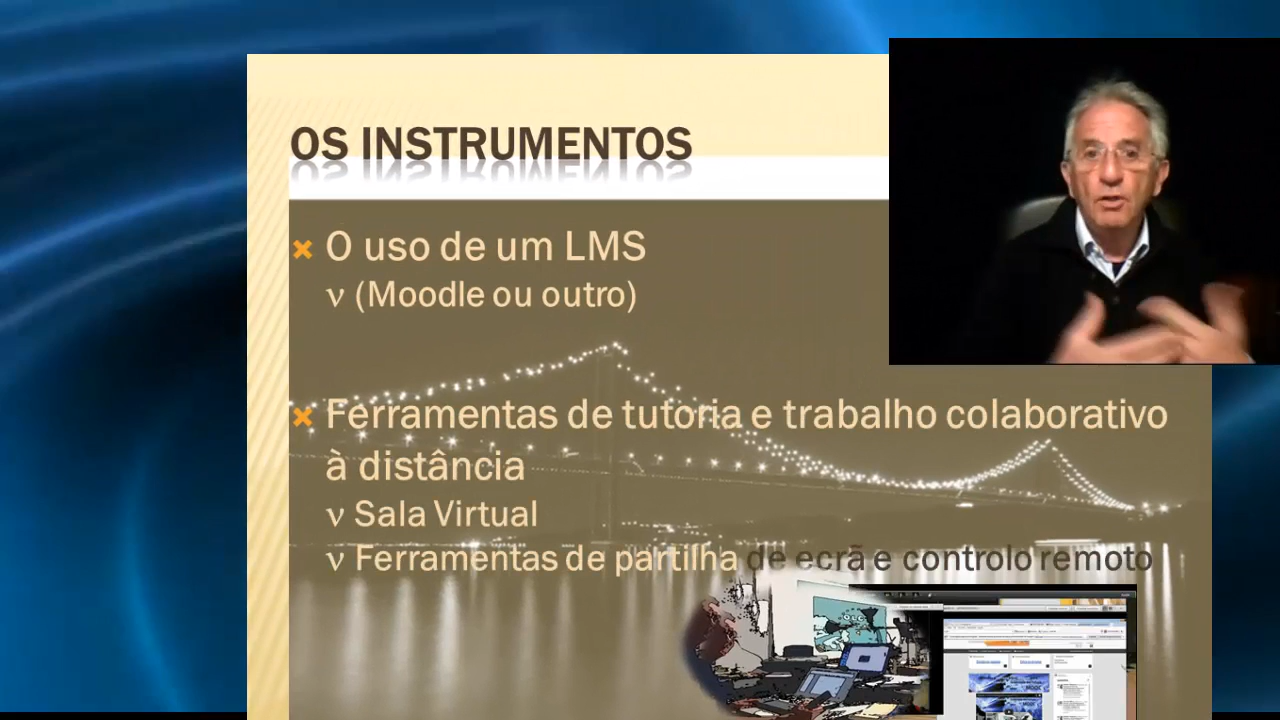 OS INSTRUMENTOS
O uso de um LMS
ν (Moodle ou outro)
Ferramentas de tutoria e trabalho colaborativo
à distância
ν Sala Virtual
ν Ferramentas de partilha de ecrã e controlo remoto